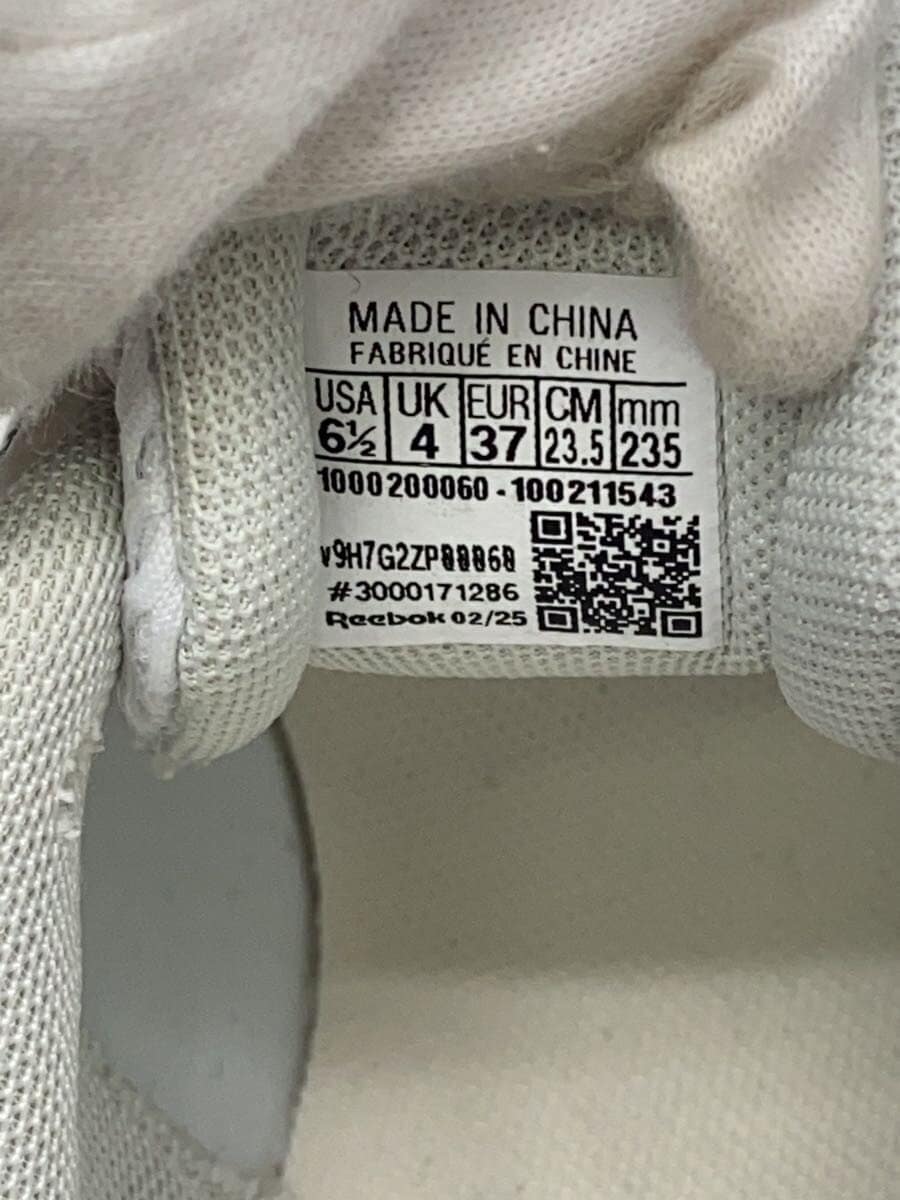 MADE IN CHINA
FABRIQUÉ EN CHINE
USA UK EUR CM mm
6½ 4 37 23.5 235
1000200060-100211543
#3000171286
Reebok 02/25